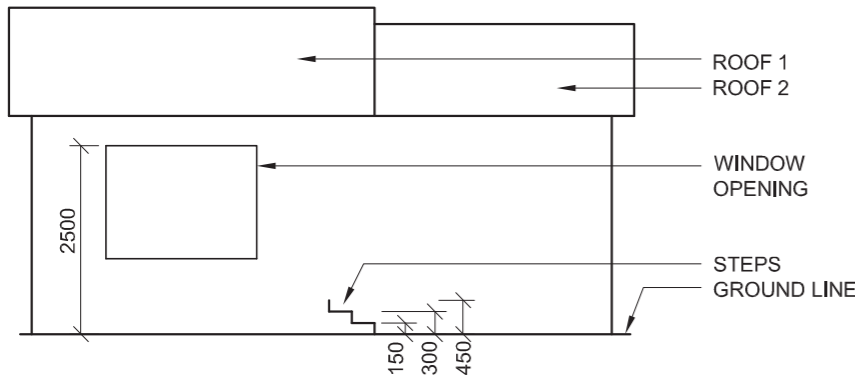 ROOF 1
ROOF 2
WINDOW
OPENING
2500
STEPS
GROUND LINE
150
300
450